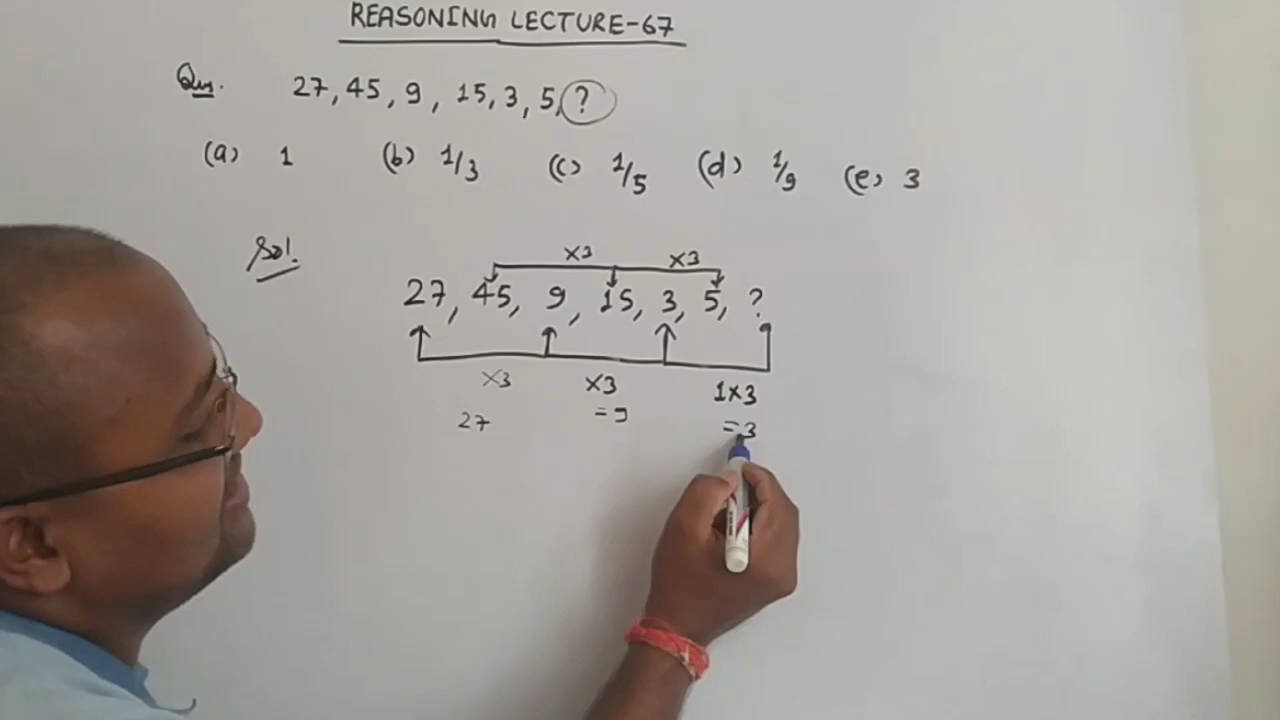 REASONING LECTURE-67
Qus. 27, 45, 9, 15, 3, 5, ?
(a) 1 (b) 1/3 (c) 1/5 (d) 1/9 (e) 3
Sol.
×3 ×3
27, 45, 9, 15, 3, 5, ?
×3 ×3 1×3
27 =9 =3